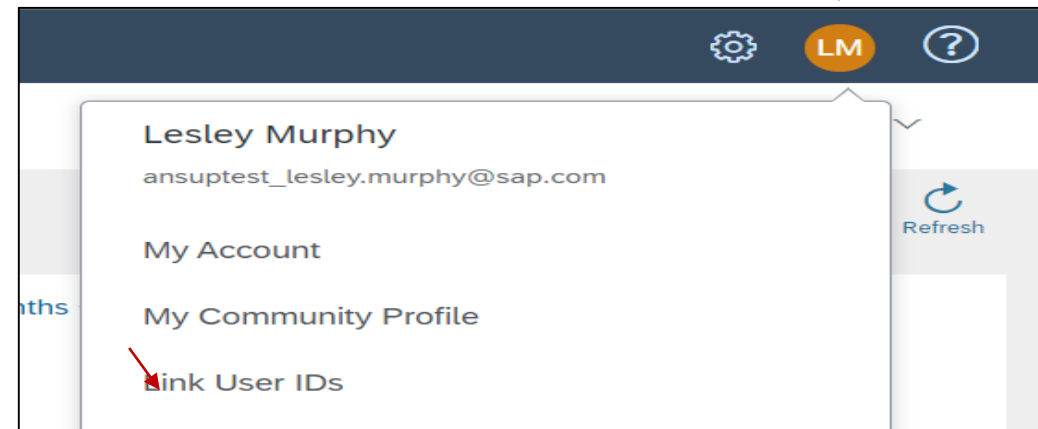 LM
?
Lesley Murphy
ansuptest_lesley.murphy@sap.com
Refresh
My Account
nths
My Community Profile
Link User IDs